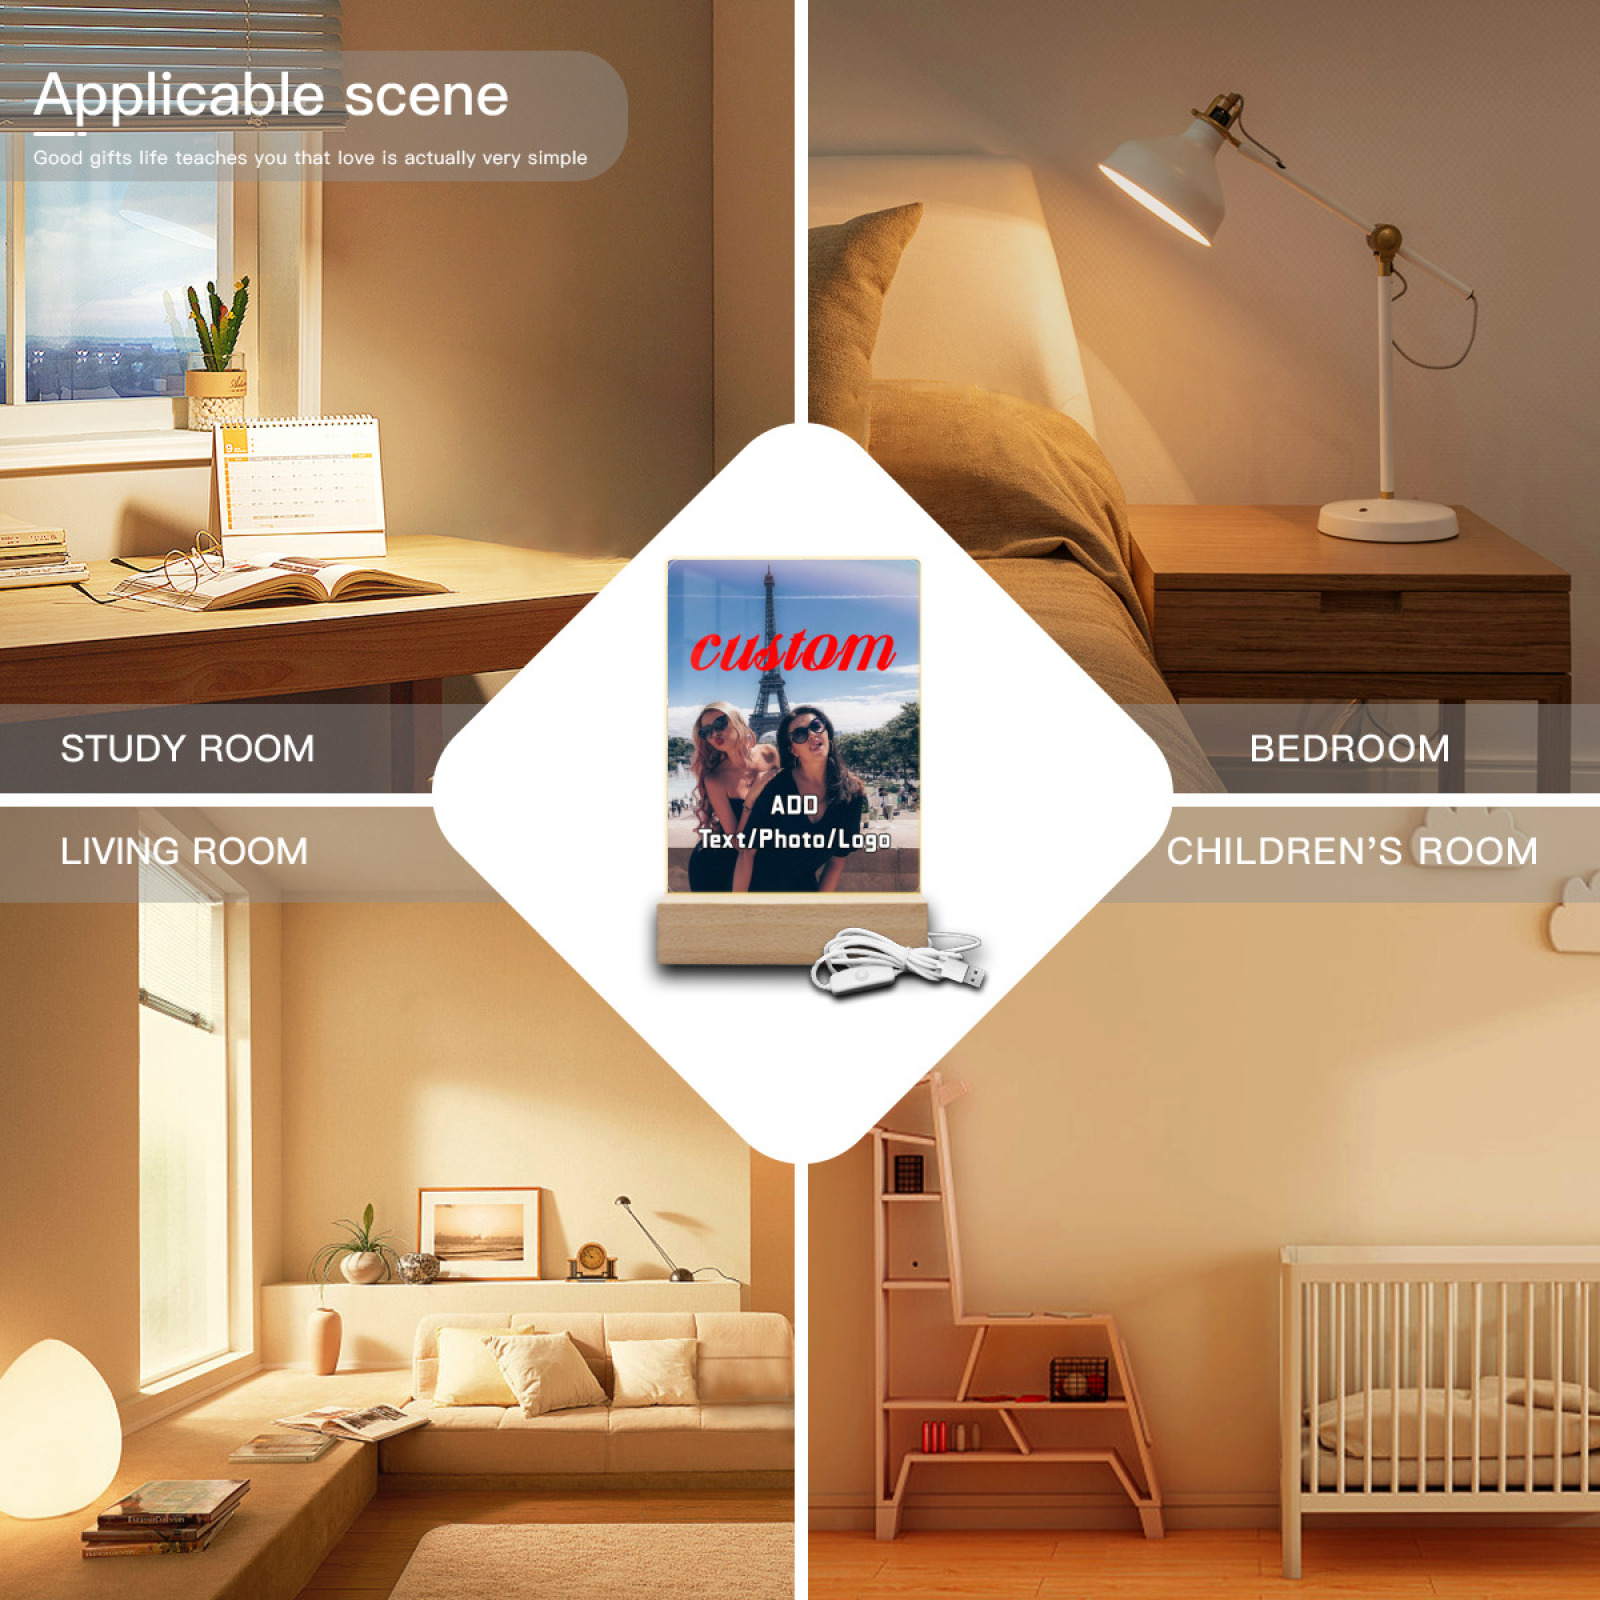 Applicable scene
Good gifts life teaches you that love is actually very simple
STUDY ROOM
BEDROOM
custom
ADD
Text/Photo/Logo
LIVING ROOM
CHILDREN'S ROOM
9